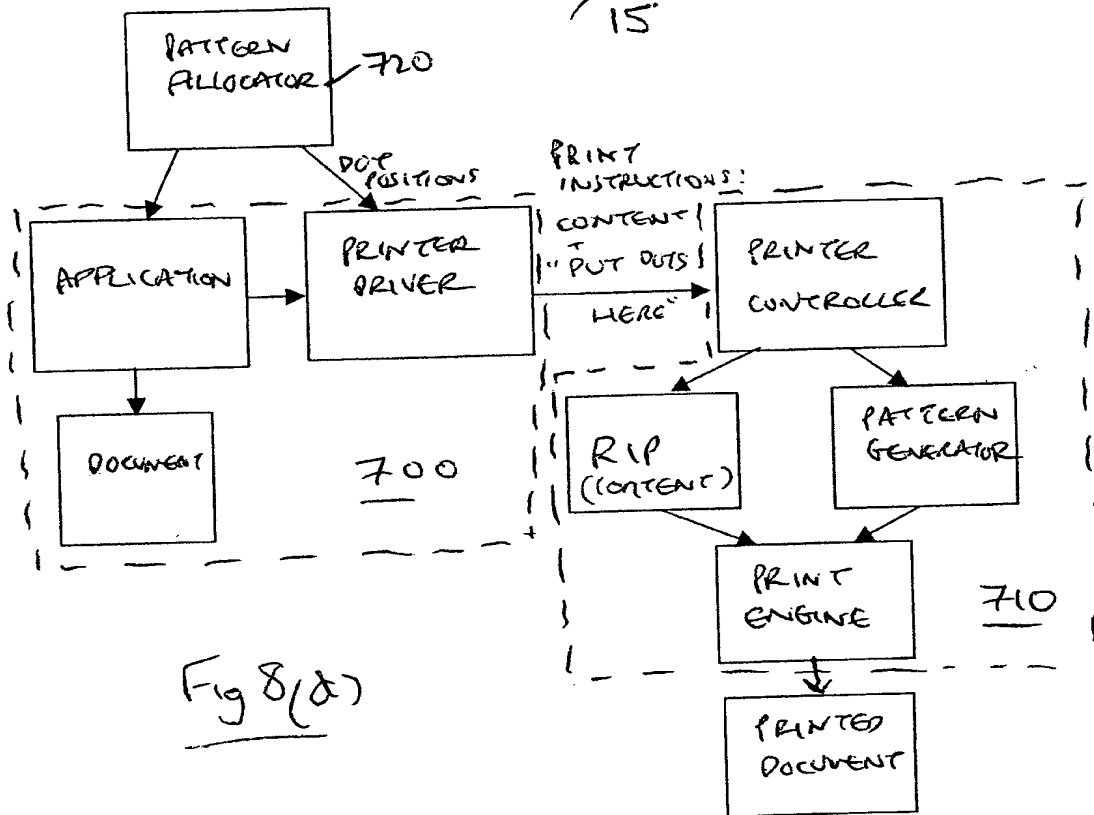 15
PATTERN
ALLOCATOR
720
DOT
POSITIONS
PRINT
INSTRUCTIONS:
APPLICATION
PRINTER
DRIVER
CONTENT
+
"PUT DOTS
HERE"
PRINTER
CONTROLLER
DOCUMENT
700
RIP
(CONTENT)
PATTERN
GENERATOR
PRINT
ENGINE
710
Fig 8(d)
PRINTED
DOCUMENT